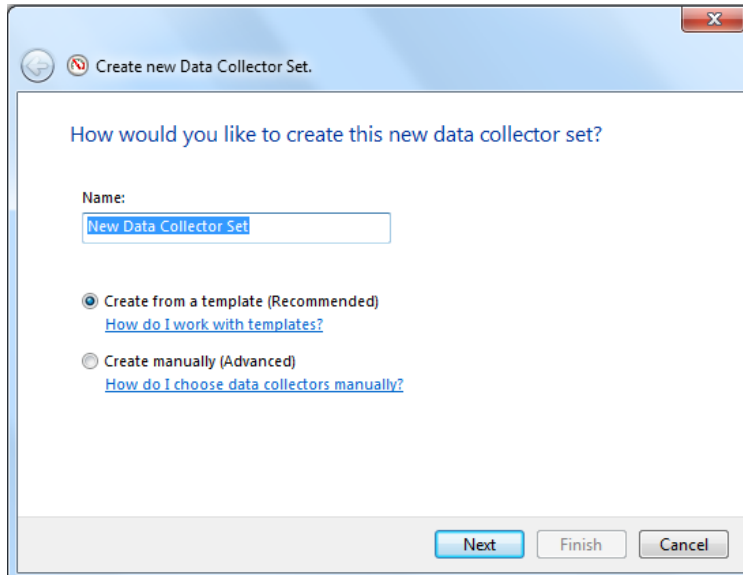 Create new Data Collector Set.
How would you like to create this new data collector set?
Name:
New Data Collector Set
Create from a template (Recommended)
How do I work with templates?
Create manually (Advanced)
How do I choose data collectors manually?
Next Finish Cancel